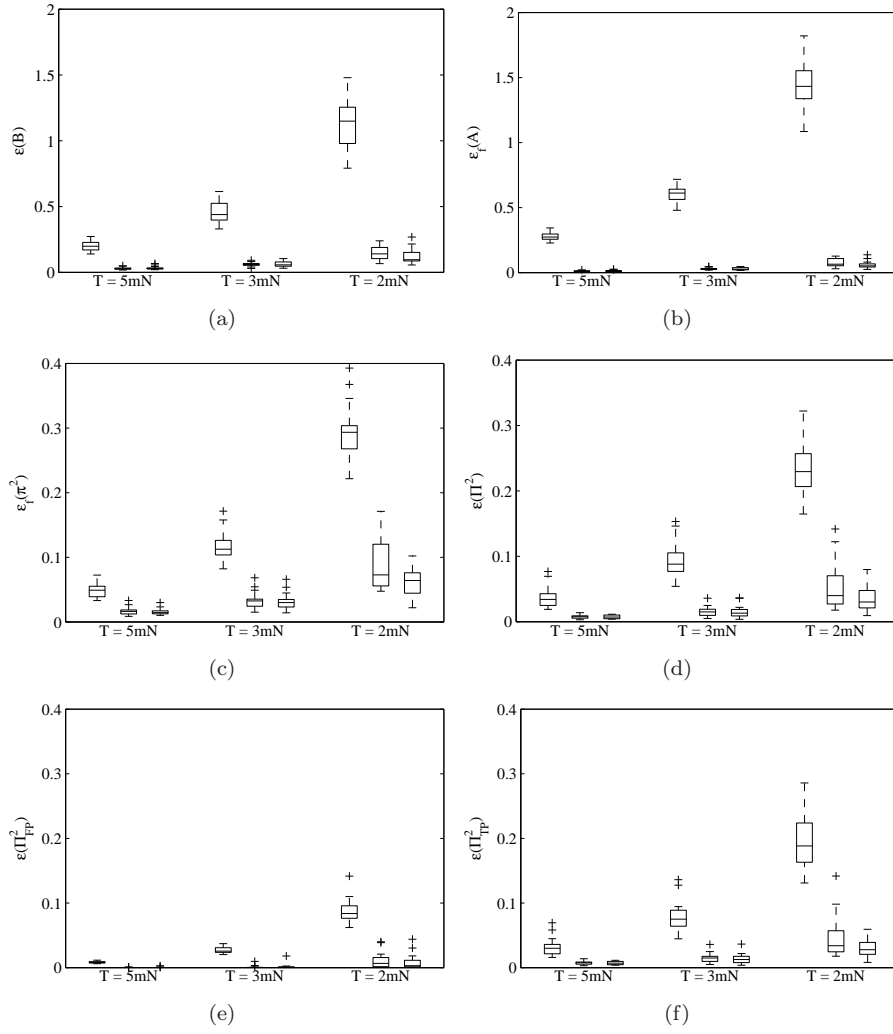 2
1.5
1
0.5
0
ε(B)
T = 5mN T = 3mN T = 2mN
(a)
2
1.5
1
0.5
0
ε_f(A)
T = 5mN T = 3mN T = 2mN
(b)
0.4
0.3
0.2
0.1
0
ε_f(π²)
T = 5mN T = 3mN T = 2mN
(c)
0.4
0.3
0.2
0.1
0
ε(Π²)
T = 5mN T = 3mN T = 2mN
(d)
0.4
0.3
0.2
0.1
0
ε(Π²_FP)
T = 5mN T = 3mN T = 2mN
(e)
0.4
0.3
0.2
0.1
0
ε(Π²_TP)
T = 5mN T = 3mN T = 2mN
(f)